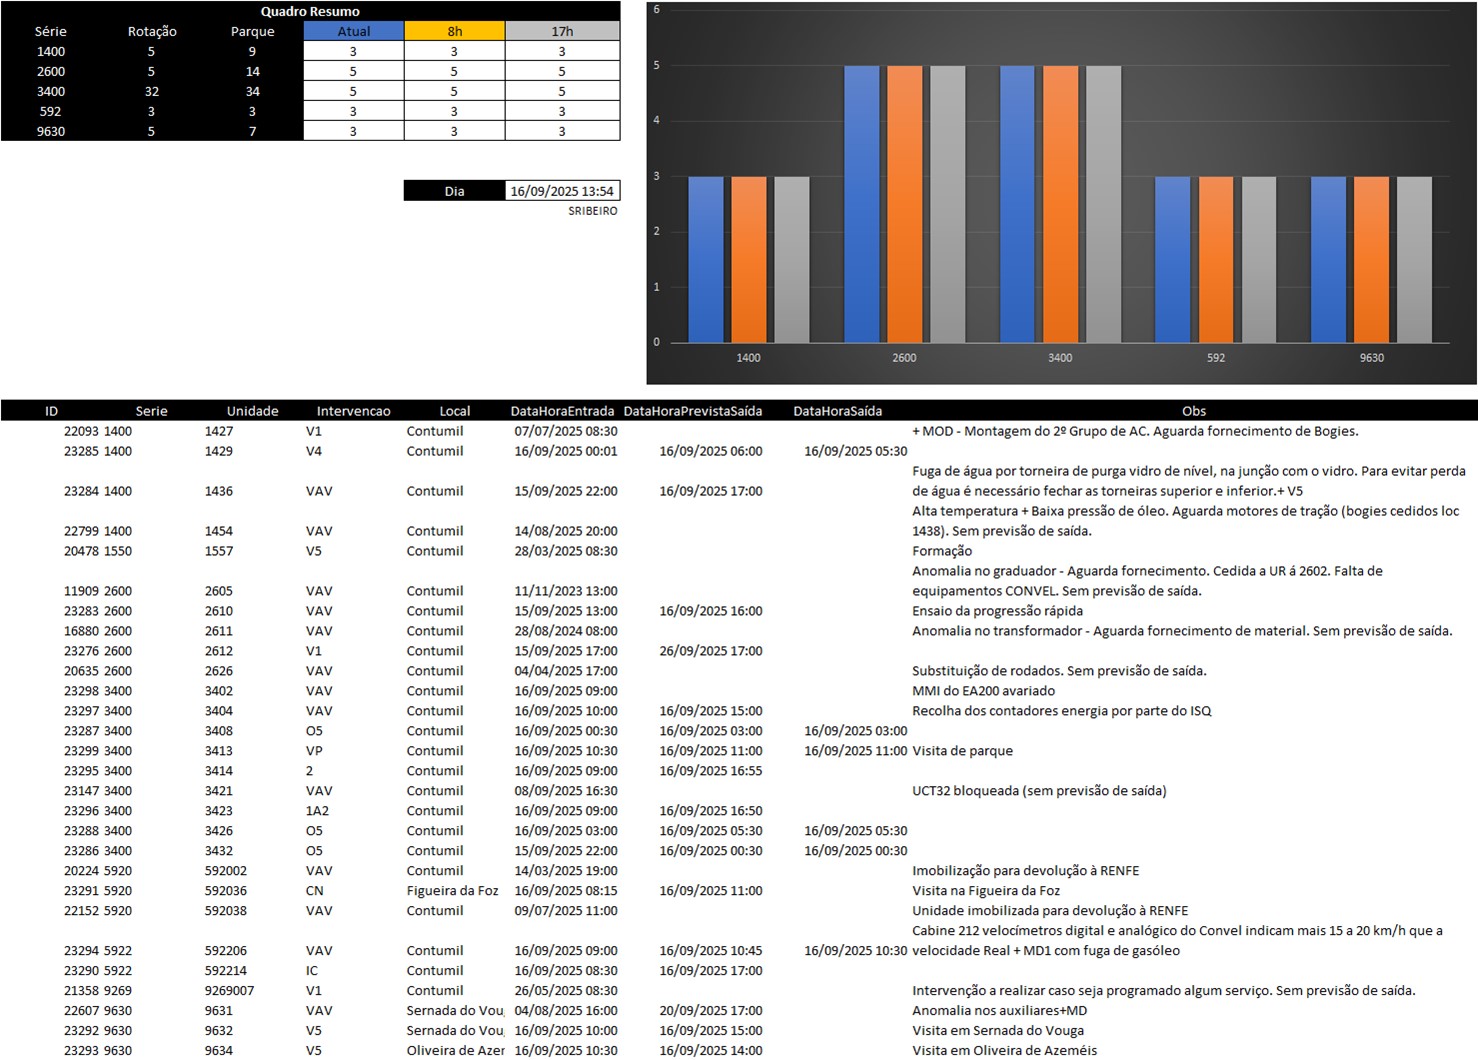 Quadro Resumo
Série Rotação Parque Atual 8h 17h
1400 5 9 3 3 3
2600 5 14 5 5 5
3400 32 34 5 5 5
592 3 3 3 3 3
9630 5 7 3 3 3
Dia 16/09/2025 13:54
SRIBEIRO
6
5
4
3
2
1
0
1400 2600 3400 592 9630
ID Serie Unidade Intervencao Local DataHoraEntrada DataHoraPrevistaSaída DataHoraSaída Obs
22093 1400 1427 V1 Contumil 07/07/2025 08:30 + MOD - Montagem do 2º Grupo de AC. Aguarda fornecimento de Bogies.
23285 1400 1429 V4 Contumil 16/09/2025 00:01 16/09/2025 06:00 16/09/2025 05:30
Fuga de água por torneira de purga vidro de nível, na junção com o vidro. Para evitar perda
23284 1400 1436 VAV Contumil 15/09/2025 22:00 16/09/2025 17:00 de água é necessário fechar as torneiras superior e inferior.+ V5
Alta temperatura + Baixa pressão de óleo. Aguarda motores de tração (bogies cedidos loc
22799 1400 1454 VAV Contumil 14/08/2025 20:00 1438). Sem previsão de saída.
20478 1550 1557 V5 Contumil 28/03/2025 08:30 Formação
Anomalia no graduador - Aguarda fornecimento. Cedida a UR á 2602. Falta de
11909 2600 2605 VAV Contumil 11/11/2023 13:00 equipamentos CONVEL. Sem previsão de saída.
23283 2600 2610 VAV Contumil 15/09/2025 13:00 16/09/2025 16:00 Ensaio da progressão rápida
16880 2600 2611 VAV Contumil 28/08/2024 08:00 Anomalia no transformador - Aguarda fornecimento de material. Sem previsão de saída.
23276 2600 2612 V1 Contumil 15/09/2025 17:00 26/09/2025 17:00
20635 2600 2626 VAV Contumil 04/04/2025 17:00 Substituição de rodados. Sem previsão de saída.
23298 3400 3402 VAV Contumil 16/09/2025 09:00 MMI do EA200 avariado
23297 3400 3404 VAV Contumil 16/09/2025 10:00 16/09/2025 15:00 Recolha dos contadores energia por parte do ISQ
23287 3400 3408 O5 Contumil 16/09/2025 00:30 16/09/2025 03:00 16/09/2025 03:00
23299 3400 3413 VP Contumil 16/09/2025 10:30 16/09/2025 11:00 16/09/2025 11:00 Visita de parque
23295 3400 3414 2 Contumil 16/09/2025 09:00 16/09/2025 16:55
23147 3400 3421 VAV Contumil 08/09/2025 16:30 UCT32 bloqueada (sem previsão de saída)
23296 3400 3423 1A2 Contumil 16/09/2025 09:00 16/09/2025 16:50
23288 3400 3426 O5 Contumil 16/09/2025 03:00 16/09/2025 05:30 16/09/2025 05:30
23286 3400 3432 O5 Contumil 15/09/2025 22:00 16/09/2025 00:30 16/09/2025 00:30
20224 5920 592002 VAV Contumil 14/03/2025 19:00 Imobilização para devolução à RENFE
23291 5920 592036 CN Figueira da Foz 16/09/2025 08:15 16/09/2025 11:00 Visita na Figueira da Foz
22152 5920 592038 VAV Contumil 09/07/2025 11:00 Unidade imobilizada para devolução à RENFE
Cabine 212 velocímetros digital e analógico do Convel indicam mais 15 a 20 km/h que a
23294 5922 592206 VAV Contumil 16/09/2025 09:00 16/09/2025 10:45 16/09/2025 10:30 velocidade Real + MD1 com fuga de gasóleo
23290 5922 592214 IC Contumil 16/09/2025 08:30 16/09/2025 17:00
21358 9269 9269007 V1 Contumil 26/05/2025 08:30 Intervenção a realizar caso seja programado algum serviço. Sem previsão de saída.
22607 9630 9631 VAV Sernada do Vou 04/08/2025 16:00 20/09/2025 17:00 Anomalia nos auxiliares+MD
23292 9630 9632 V5 Sernada do Vou 16/09/2025 10:00 16/09/2025 15:00 Visita em Sernada do Vouga
23293 9630 9634 V5 Oliveira de Azer 16/09/2025 10:30 16/09/2025 14:00 Visita em Oliveira de Azeméis